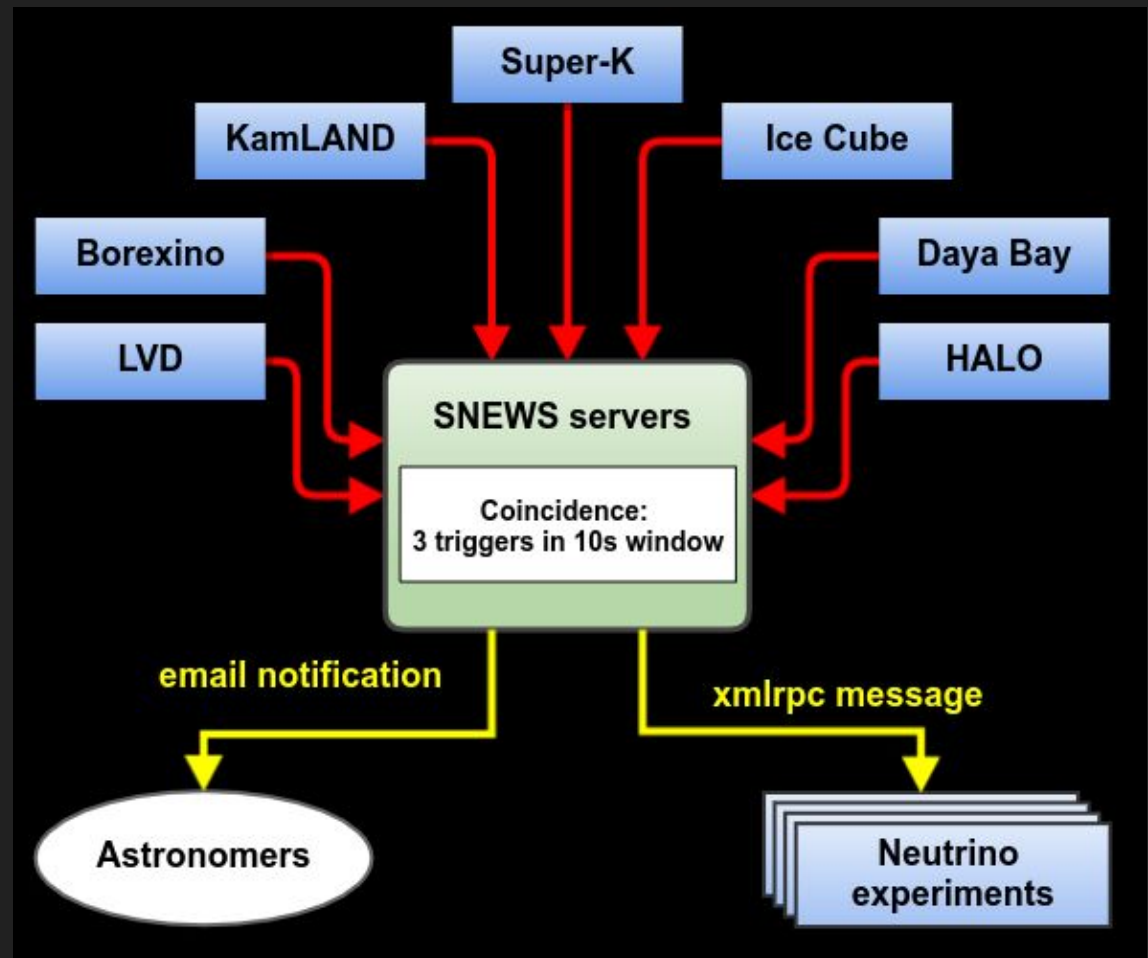 Super-K
KamLAND
Ice Cube
Borexino
Daya Bay
LVD
HALO
SNEWS servers
Coincidence:
3 triggers in 10s window
email notification
xmlrpc message
Astronomers
Neutrino
experiments